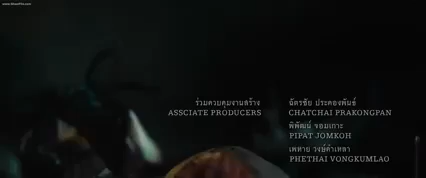 ร่วมควบคุมงานสร้าง
ASSCIATE PRODUCERS
ฉัตรชัย ประคองพันธ์
CHATCHAI PRAKONGPAN
พิพัฒน์ จอมเกาะ
PIPAT JOMKOH
เพทาย วงษ์คำเหลา
PHETHAI VONGKUMLAO